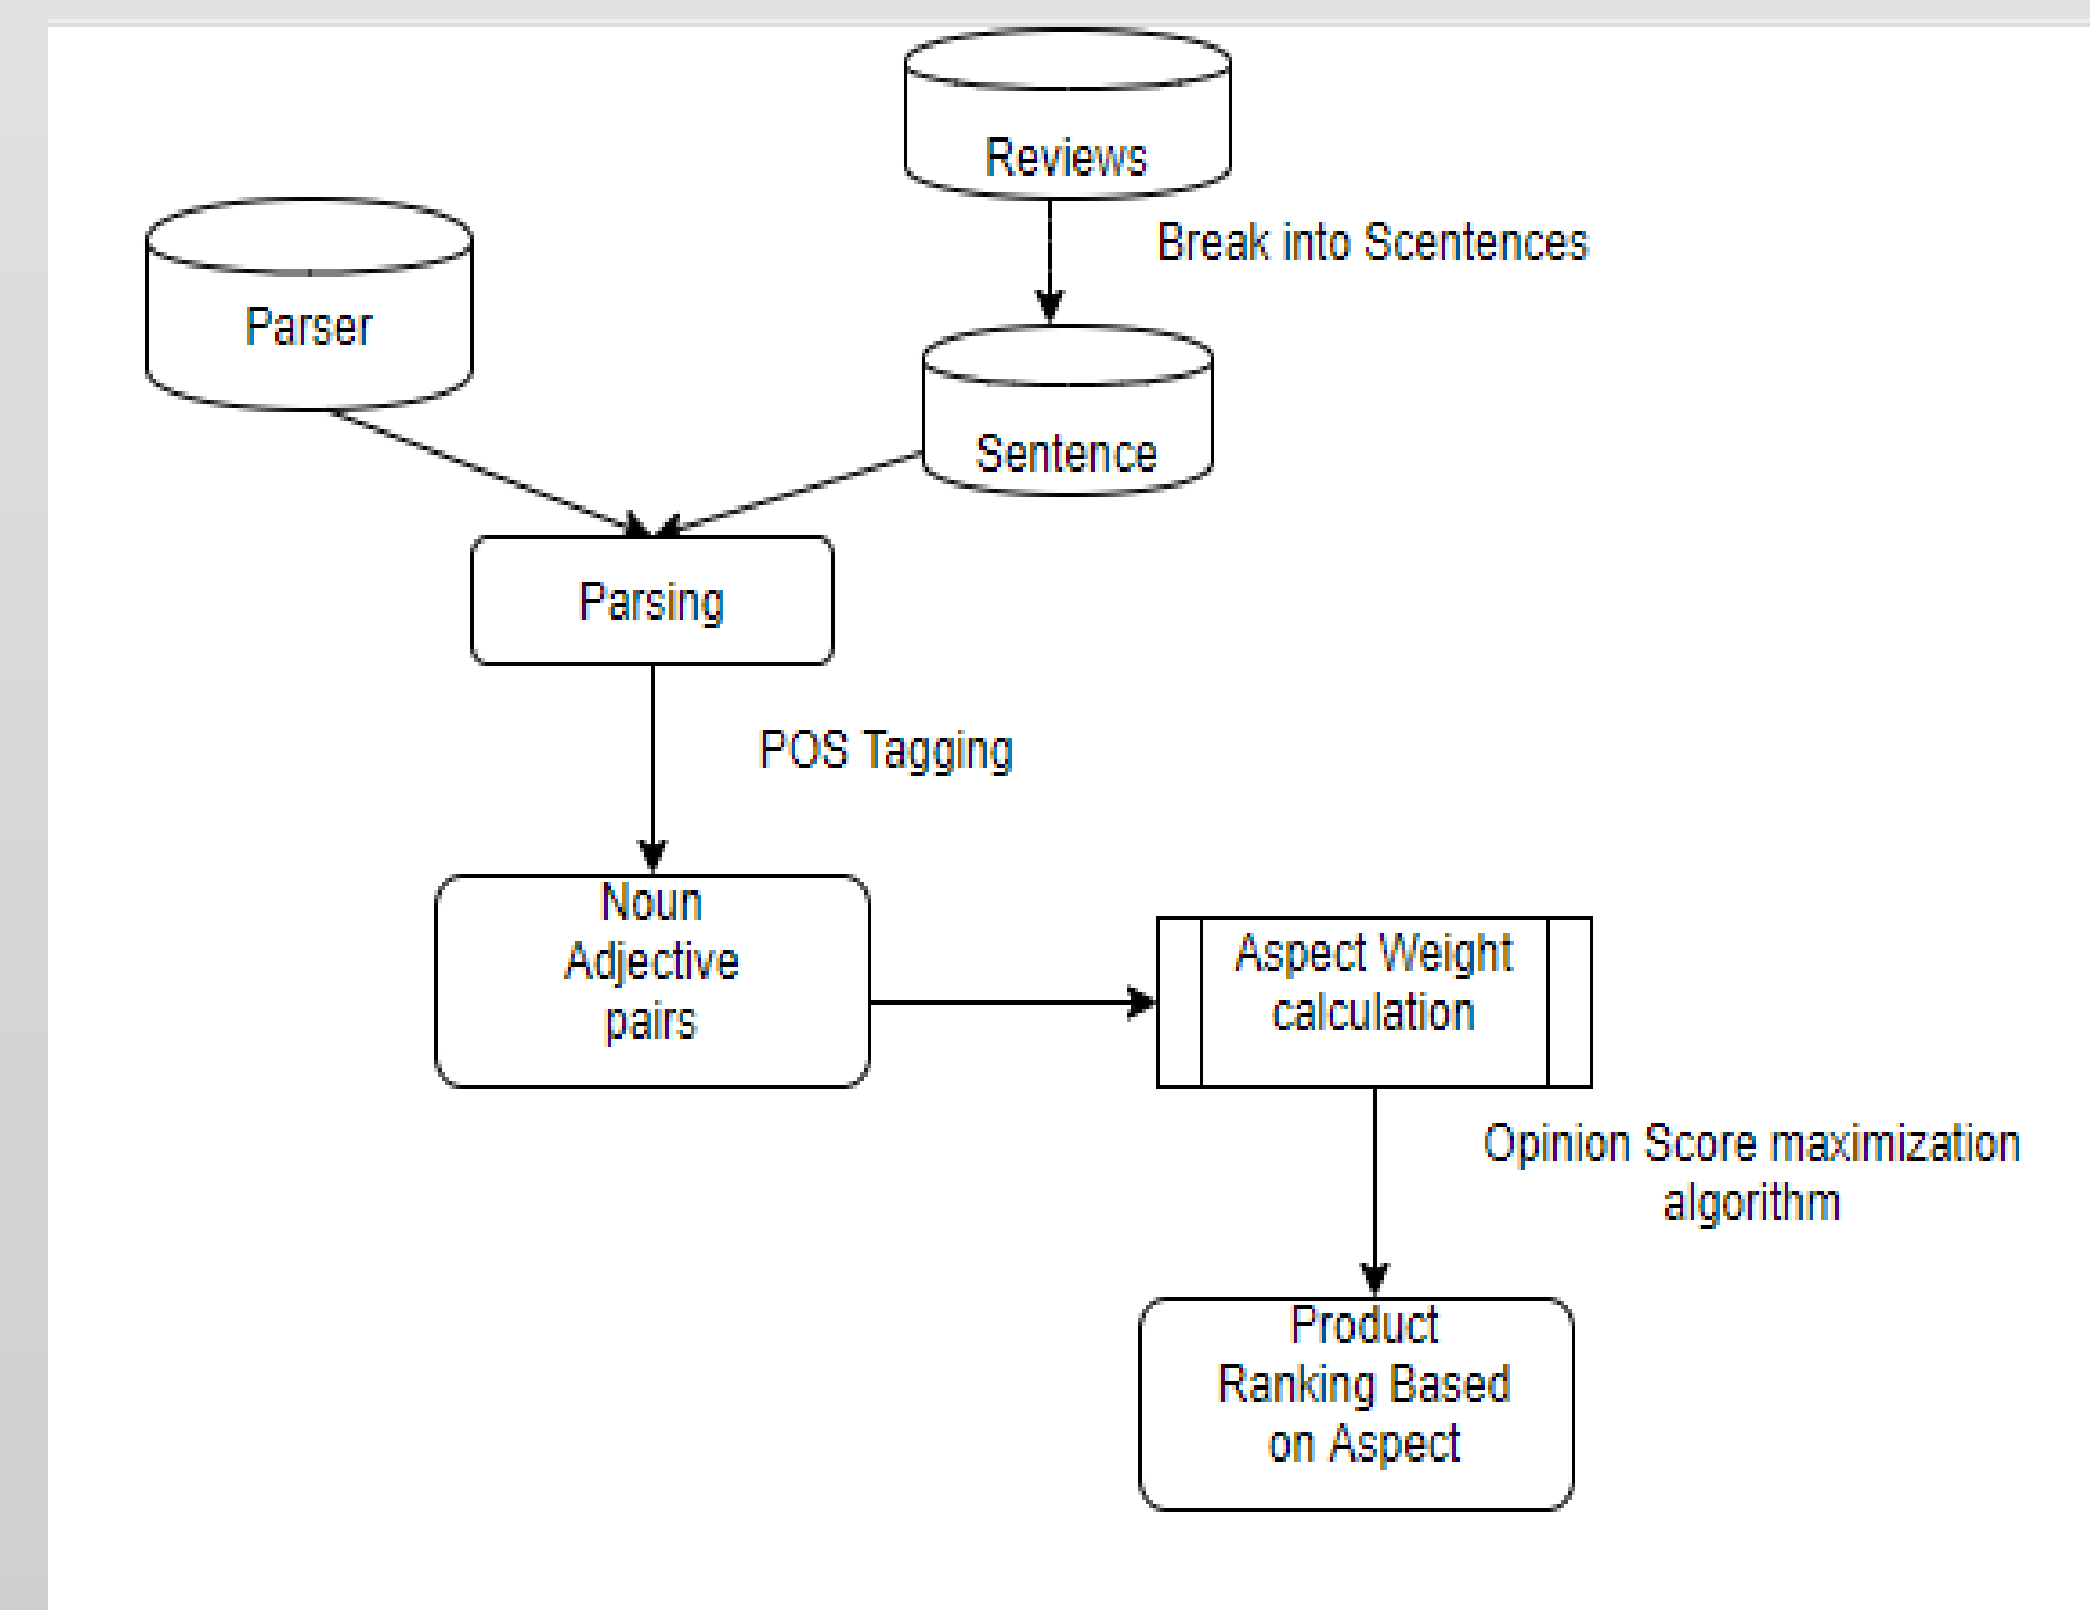 Reviews
Break into Scentences
Parser
Sentence
Parsing
POS Tagging
Noun
Adjective
pairs
Aspect Weight
calculation
Opinion Score maximization
algorithm
Product
Ranking Based
on Aspect